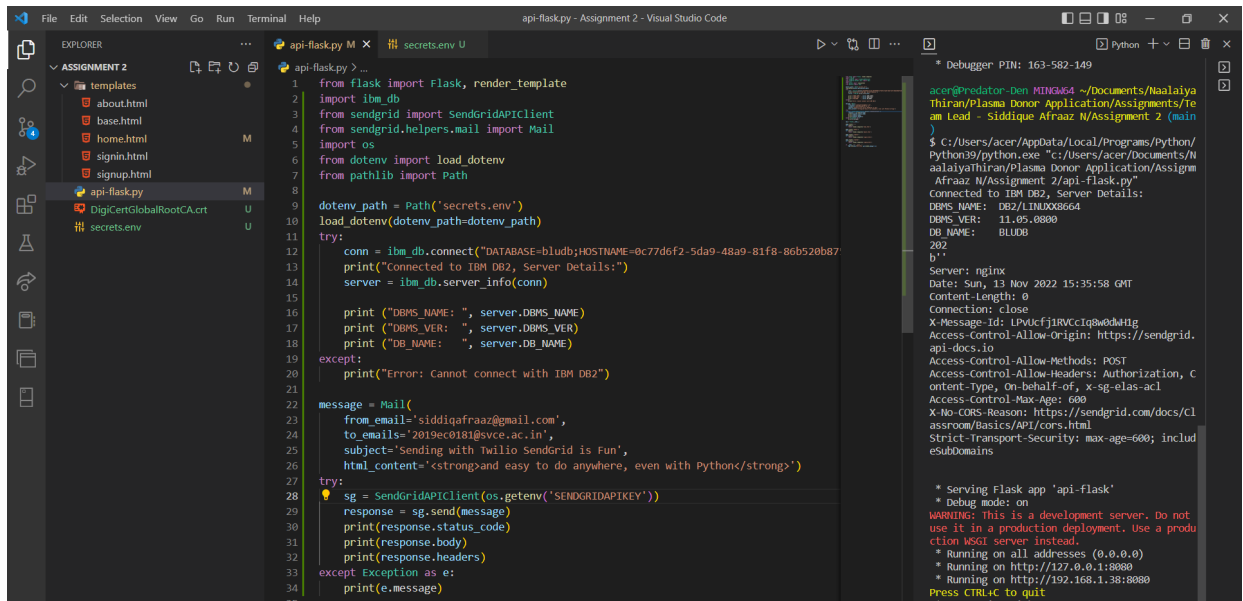 File Edit Selection View Go Run Terminal Help
api-flask.py - Assignment 2 - Visual Studio Code
EXPLORER
ASSIGNMENT 2
templates
about.html
base.html
home.html M
signin.html
signup.html
api-flask.py M
DigiCertGlobalRootCA.crt U
secrets.env U
4
api-flask.py M
secrets.env U
api-flask.py > ...
1 from flask import Flask, render_template
2 import ibm_db
3 from sendgrid import SendGridAPIClient
4 from sendgrid.helpers.mail import Mail
5 import os
6 from dotenv import load_dotenv
7 from pathlib import Path
8
9 dotenv_path = Path('secrets.env')
10 load_dotenv(dotenv_path=dotenv_path)
11 try:
12 conn = ibm_db.connect("DATABASE=bludb;HOSTNAME=0c77d6f2-5da9-48a9-81f8-86b520b87
13 print("Connected to IBM DB2, Server Details:")
14 server = ibm_db.server_info(conn)
15
16 print ("DBMS_NAME: ", server.DBMS_NAME)
17 print ("DBMS_VER:  ", server.DBMS_VER)
18 print ("DB_NAME:   ", server.DB_NAME)
19 except:
20 print("Error: Cannot connect with IBM DB2")
21
22 message = Mail(
23 from_email='siddiqafraaz@gmail.com',
24 to_emails='2019ec0181@svce.ac.in',
25 subject='Sending with Twilio SendGrid is Fun',
26 html_content='<strong>and easy to do anywhere, even with Python</strong>')
27 try:
28 sg = SendGridAPIClient(os.getenv('SENDGRIDAPIKEY'))
29 response = sg.send(message)
30 print(response.status_code)
31 print(response.body)
32 print(response.headers)
33 except Exception as e:
34 print(e.message)
Python
* Debugger PIN: 163-582-149
acer@Predator-Den MINGW64 ~/Documents/Naalaiya
Thiran/Plasma Donor Application/Assignments/Te
am Lead - Siddique Afraaz N/Assignment 2 (main
)
$ C:/Users/acer/AppData/Local/Programs/Python/
Python39/python.exe "c:/Users/acer/Documents/N
aalaiyaThiran/Plasma Donor Application/Assignm
Afraaz N/Assignment 2/api-flask.py"
Connected to IBM DB2, Server Details:
DBMS_NAME:  DB2/LINUXX8664
DBMS_VER:   11.05.0800
DB_NAME:    BLUDB
202
b''
Server: nginx
Date: Sun, 13 Nov 2022 15:35:58 GMT
Content-Length: 0
Connection: close
X-Message-Id: LPvUcfj1RVCcIq8w0dWH1g
Access-Control-Allow-Origin: https://sendgrid.
api-docs.io
Access-Control-Allow-Methods: POST
Access-Control-Allow-Headers: Authorization, C
ontent-Type, On-behalf-of, x-sg-elas-acl
Access-Control-Max-Age: 600
X-No-CORS-Reason: https://sendgrid.com/docs/Cl
assroom/Basics/API/cors.html
Strict-Transport-Security: max-age=600; includ
eSubDomains
* Serving Flask app 'api-flask'
* Debug mode: on
WARNING: This is a development server. Do not
use it in a production deployment. Use a produ
ction WSGI server instead.
* Running on all addresses (0.0.0.0)
* Running on http://127.0.0.1:8080
* Running on http://192.168.1.38:8080
Press CTRL+C to quit